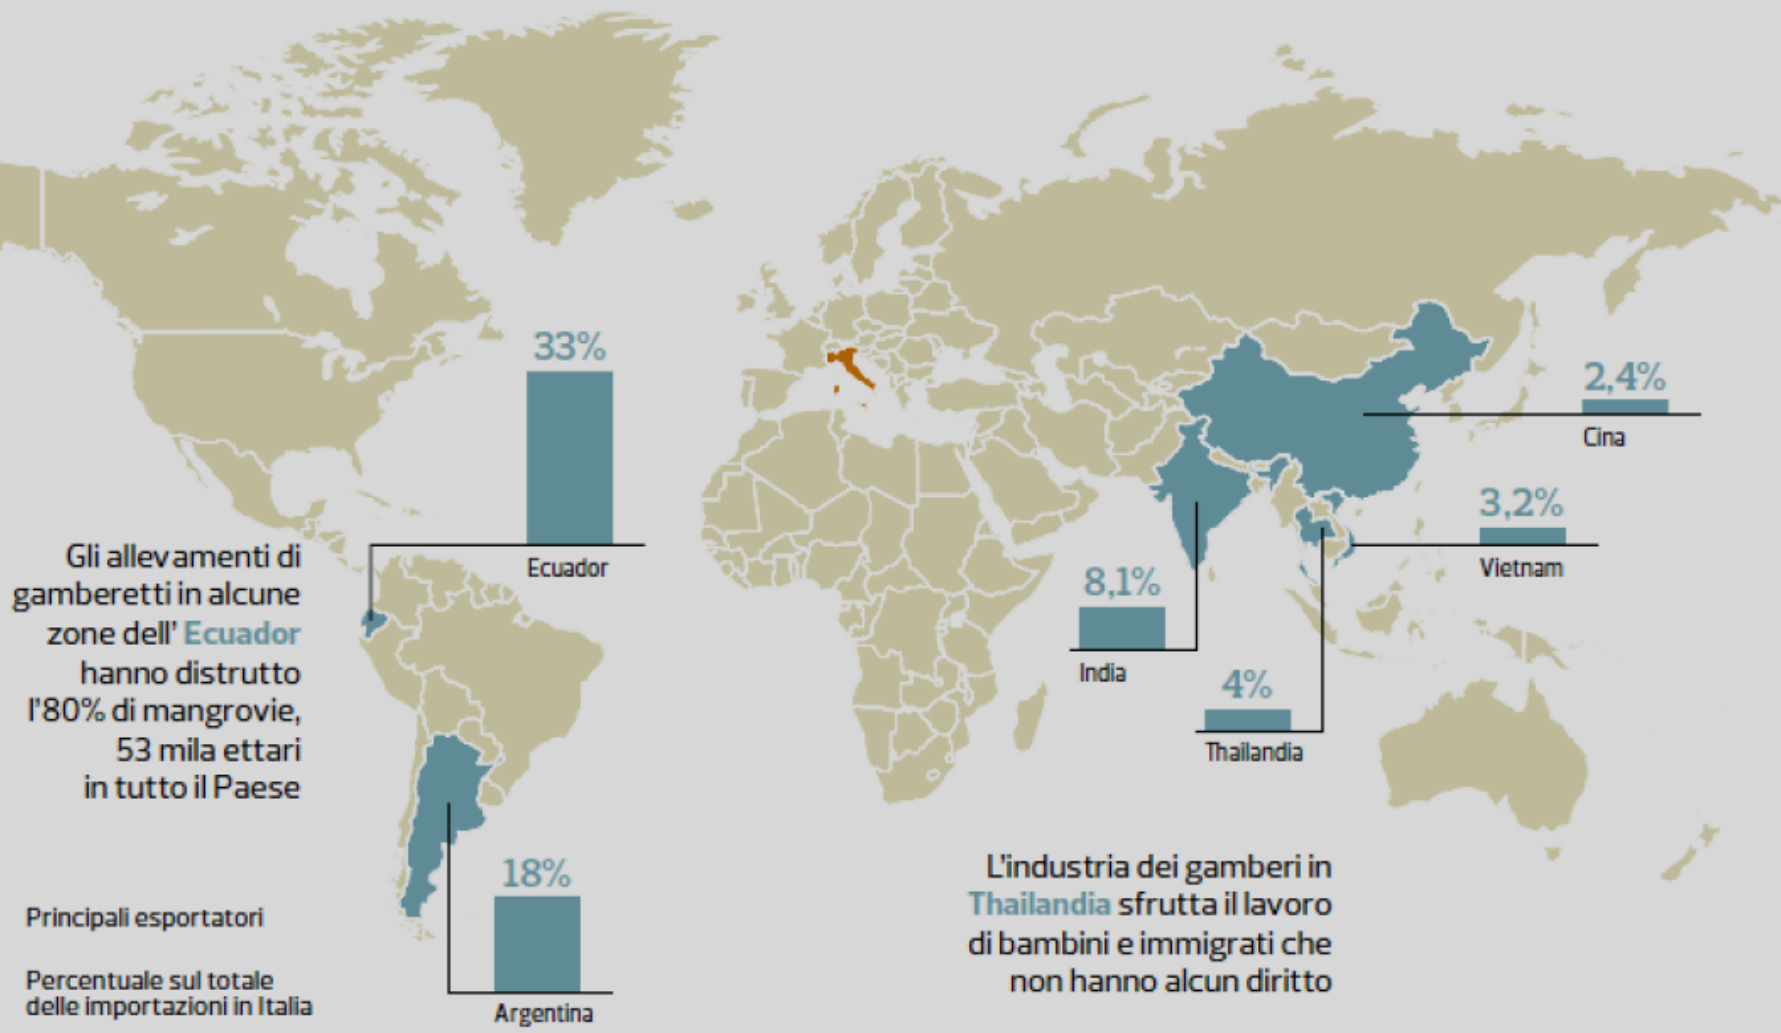 33%
Ecuador
Gli allevamenti di
gamberetti in alcune
zone dell' Ecuador
hanno distrutto
l'80% di mangrovie,
53 mila ettari
in tutto il Paese
18%
Argentina
Principali esportatori
Percentuale sul totale
delle importazioni in Italia
2,4%
Cina
3,2%
Vietnam
8,1%
India
4%
Thailandia
L'industria dei gamberi in
Thailandia sfrutta il lavoro
di bambini e immigrati che
non hanno alcun diritto